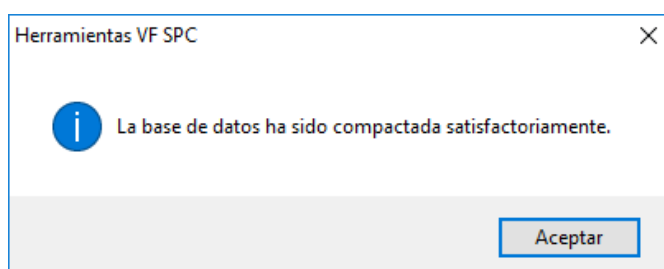 Herramientas VF SPC
La base de datos ha sido compactada satisfactoriamente.
Aceptar